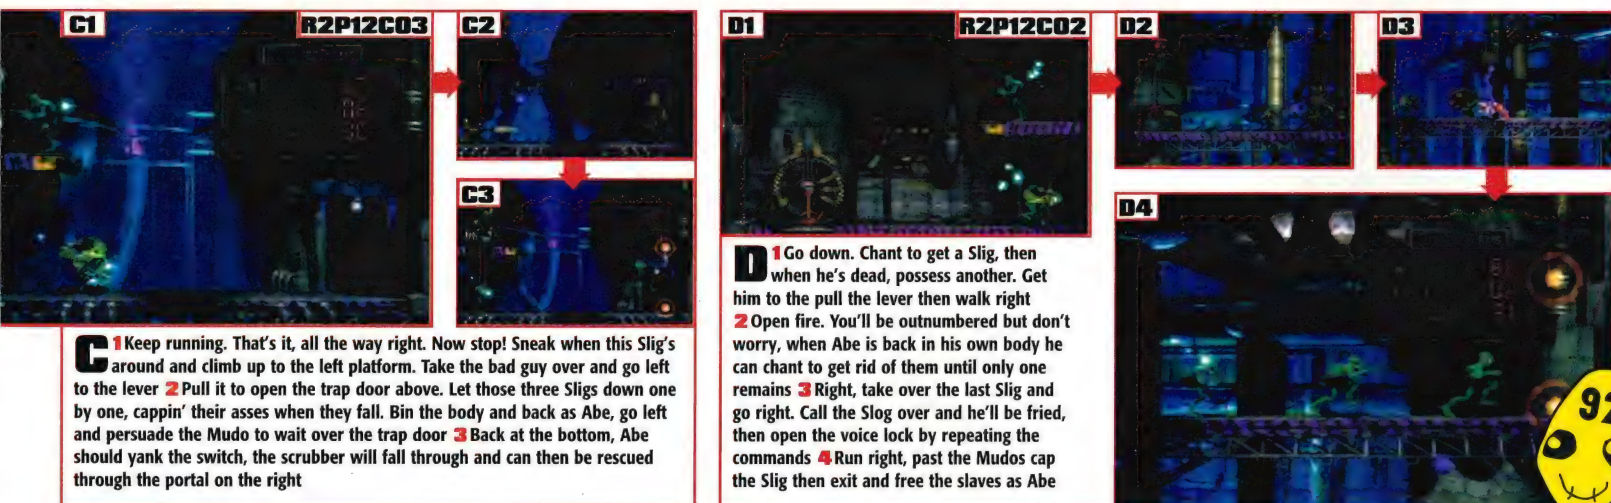 C1
R2P12C03
C2
C3
C 1 Keep running. That's it, all the way right. Now stop! Sneak when this Slig's
around and climb up to the left platform. Take the bad guy over and go left
to the lever 2 Pull it to open the trap door above. Let those three Sligs down one
by one, cappin' their asses when they fall. Bin the body and back as Abe, go left
and persuade the Mudo to wait over the trap door 3 Back at the bottom, Abe
should yank the switch, the scrubber will fall through and can then be rescued
through the portal on the right
D1
R2P12C02
D2
D3
D4
D 1 Go down. Chant to get a Slig, then
when he's dead, possess another. Get
him to the pull the lever then walk right
2 Open fire. You'll be outnumbered but don't
worry, when Abe is back in his own body he
can chant to get rid of them until only one
remains 3 Right, take over the last Slig and
go right. Call the Slog over and he'll be fried,
then open the voice lock by repeating the
commands 4 Run right, past the Mudos cap
the Slig then exit and free the slaves as Abe
92